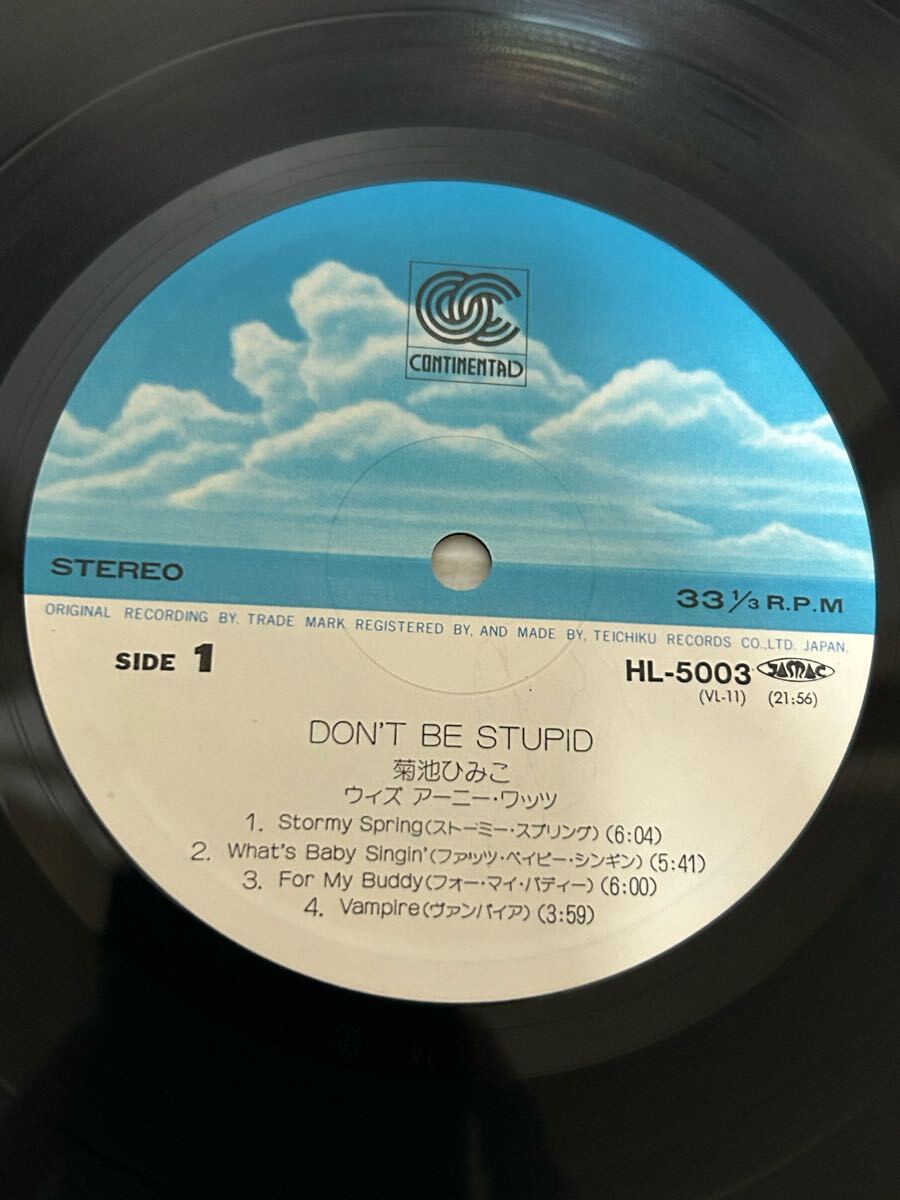 CONTINENTAL
STEREO
33 1/3 R.P.M
ORIGINAL RECORDING BY, TRADE MARK REGISTERED BY, AND MADE BY, TEICHIKU RECORDS CO.,LTD. JAPAN.
SIDE 1
HL-5003 JASRAC
(VL-11) (21:56)
DON'T BE STUPID
菊池ひみこ
ウィズ アーニー・ワッツ
1. Stormy Spring(ストーミー・スプリング)(6:04)
2. What's Baby Singin'(ファッツ・ベイビー・シンギン)(5:41)
3. For My Buddy(フォー・マイ・バディー)(6:00)
4. Vampire(ヴァンパイア)(3:59)